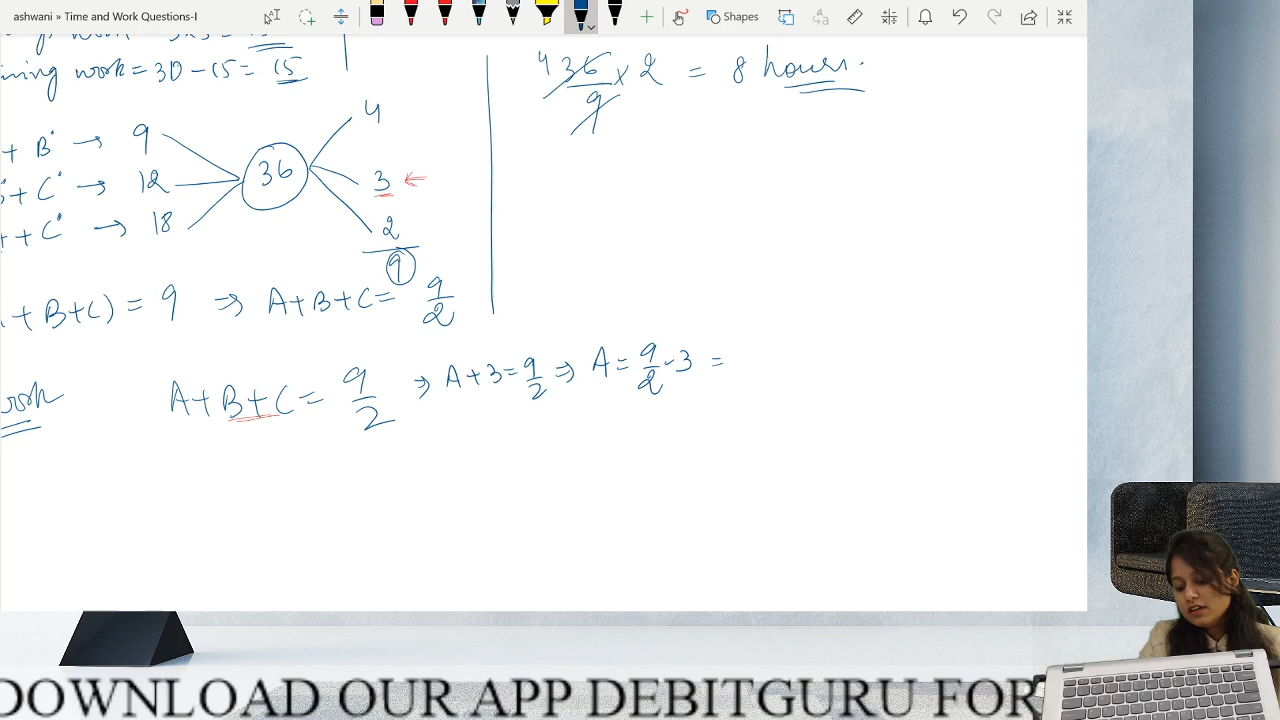 ashwani » Time and Work Questions-I
Shapes
ning work = 30 - 15 = 15
+ B → 9
+ C → 12
+ C → 18
36
4
3 ←
2
9
+ B + C) = 9 ⇒ A + B + C = 9/2
36/9 × 2 = 8 hours.
4
work
A + B + C = 9/2 ⇒ A + 3 = 9/2 ⇒ A = 9/2 - 3 =
DOWNLOAD OUR APP DEBITGURU FOR